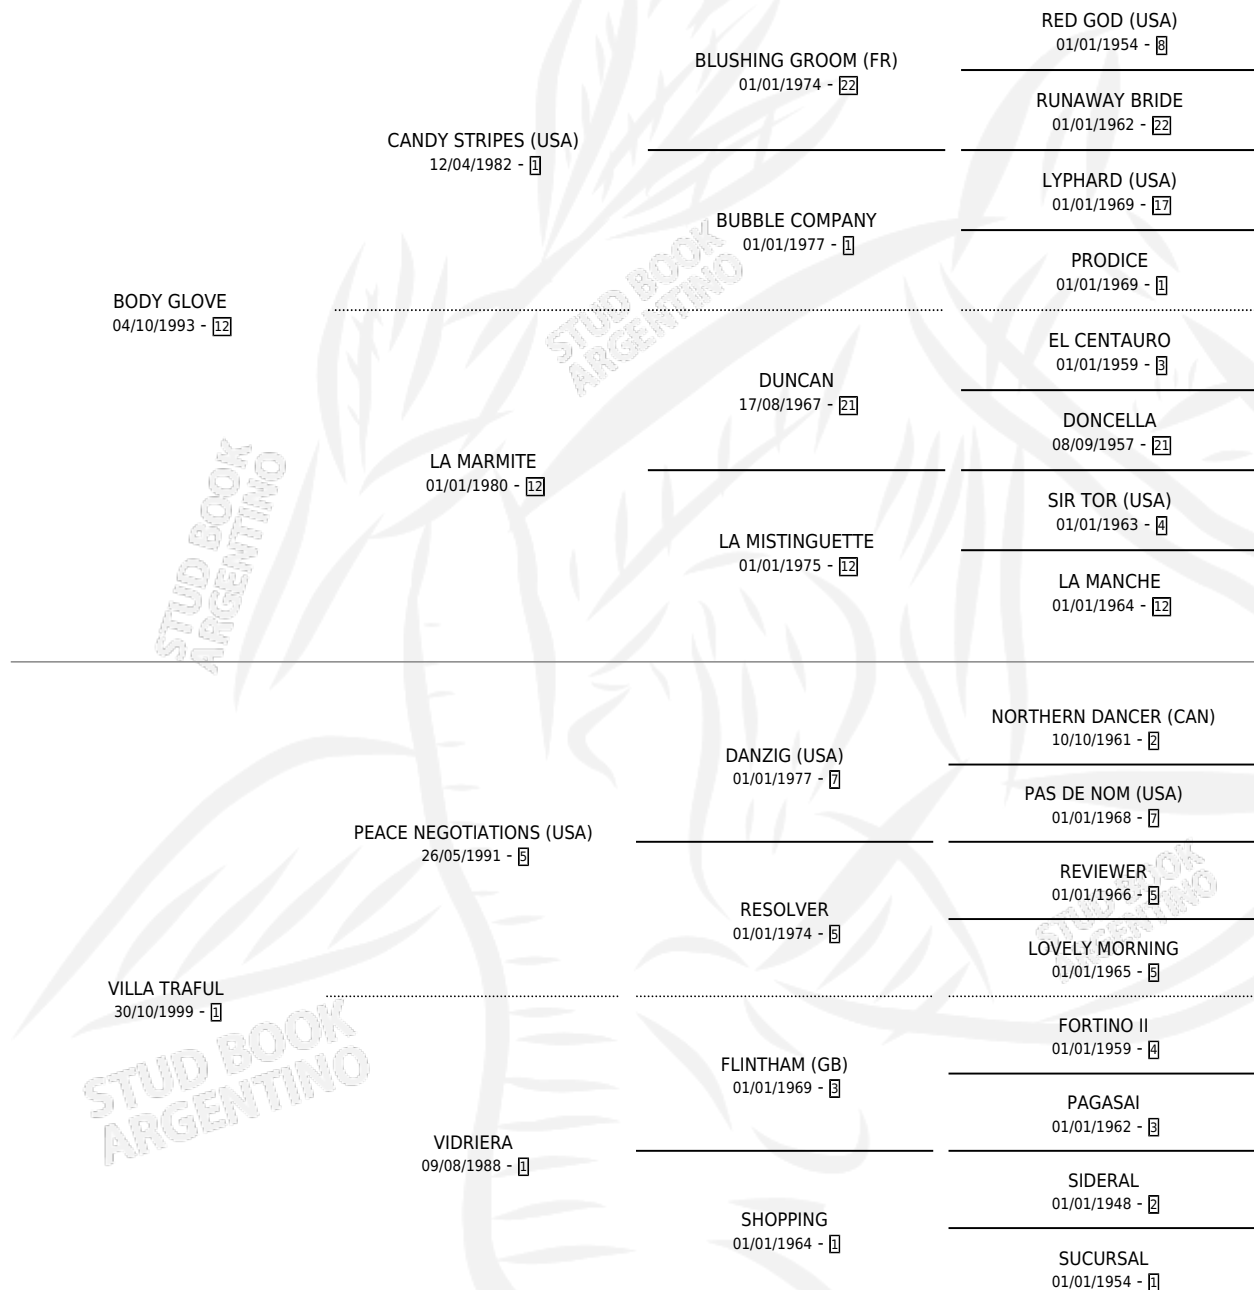 RED GOD (USA)
01/01/1954 - 8
BLUSHING GROOM (FR)
01/01/1974 - 22
RUNAWAY BRIDE
01/01/1962 - 22
CANDY STRIPES (USA)
12/04/1982 - 1
LYPHARD (USA)
01/01/1969 - 17
BUBBLE COMPANY
01/01/1977 - 1
PRODICE
01/01/1969 - 1
BODY GLOVE
04/10/1993 - 12
STUD BOOK
ARGENTINO
EL CENTAURO
01/01/1959 - 3
DUNCAN
17/08/1967 - 21
DONCELLA
08/09/1957 - 21
LA MARMITE
01/01/1980 - 12
SIR TOR (USA)
01/01/1963 - 4
LA MISTINGUETTE
01/01/1975 - 12
LA MANCHE
01/01/1964 - 12
STUD BOOK
ARGENTINO
NORTHERN DANCER (CAN)
10/10/1961 - 2
DANZIG (USA)
01/01/1977 - 7
PAS DE NOM (USA)
01/01/1968 - 7
PEACE NEGOTIATIONS (USA)
26/05/1991 - 5
REVIEWER
01/01/1966 - 5
RESOLVER
01/01/1974 - 5
STUD BOOK
ARGENTINO
LOVELY MORNING
01/01/1965 - 5
VILLA TRAFUL
30/10/1999 - 1
STUD BOOK
ARGENTINO
FORTINO II
01/01/1959 - 4
FLINTHAM (GB)
01/01/1969 - 3
PAGASAI
01/01/1962 - 3
VIDRIERA
09/08/1988 - 1
SIDERAL
01/01/1948 - 2
SHOPPING
01/01/1964 - 1
SUCURSAL
01/01/1954 - 1